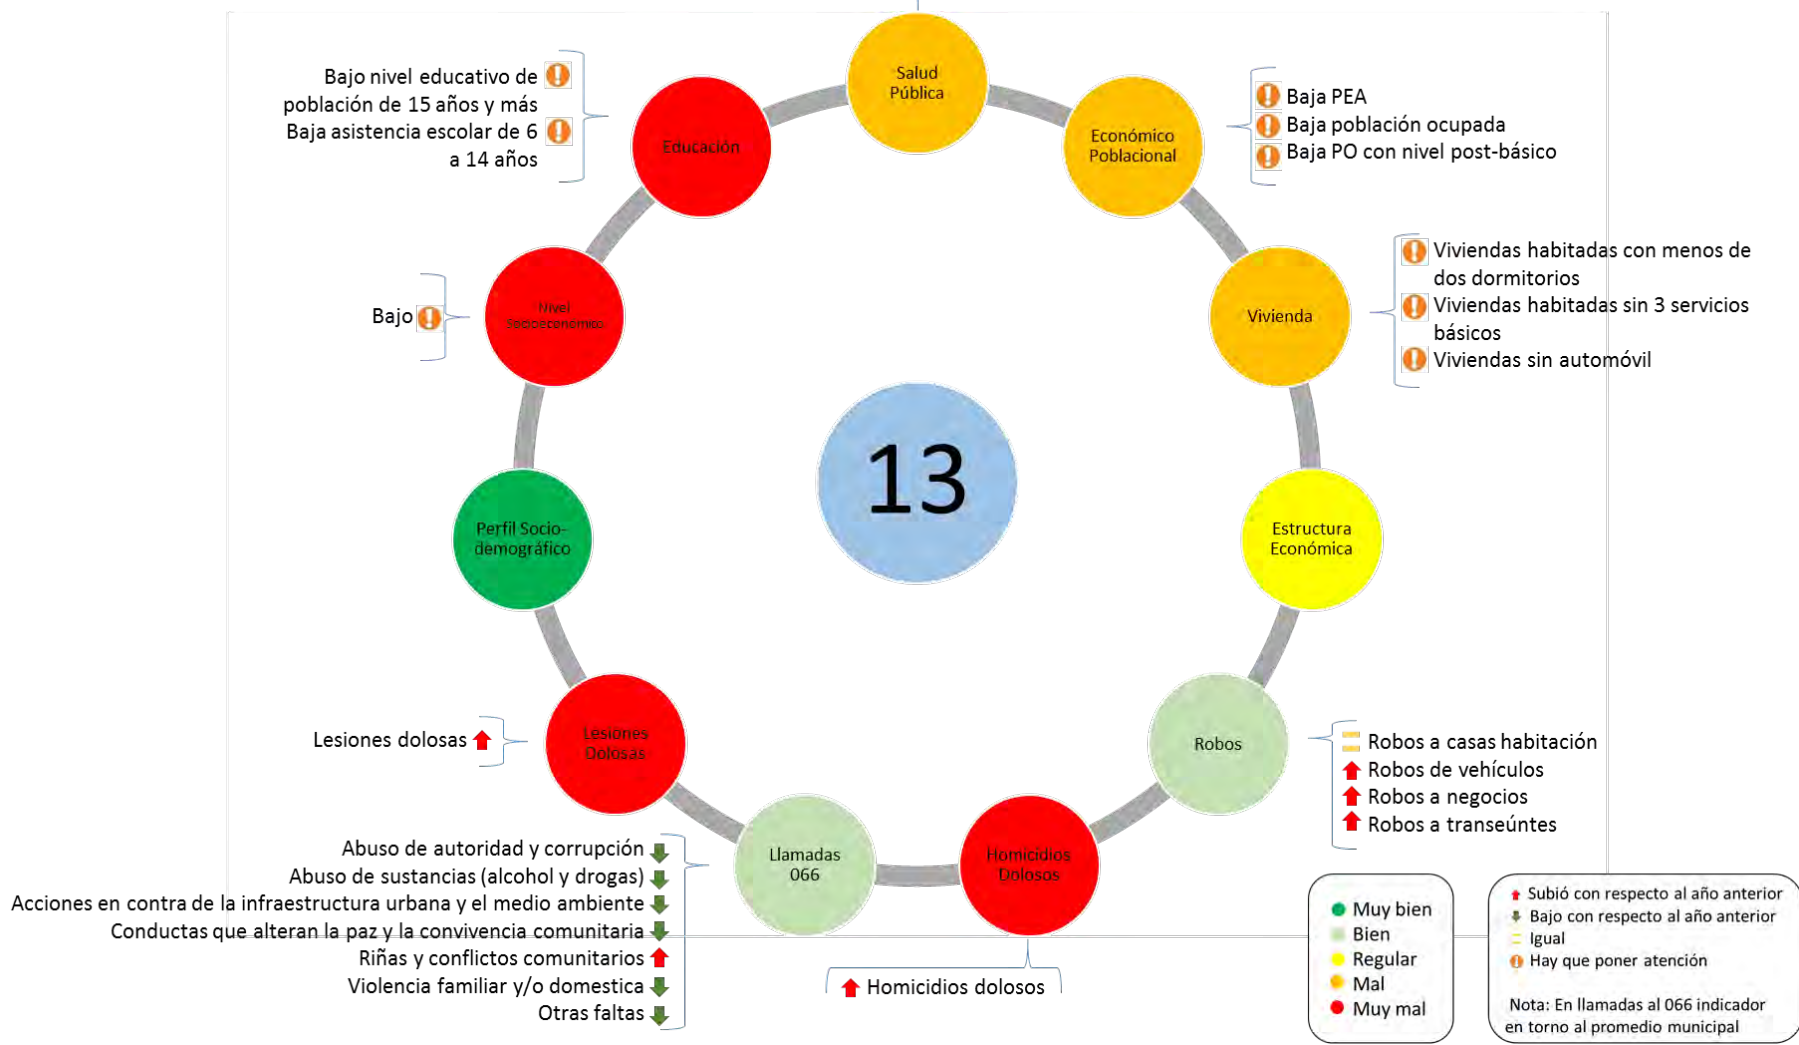 Salud
Pública
Bajo nivel educativo de
población de 15 años y más
Baja asistencia escolar de 6
a 14 años
Educación
Económico
Poblacional
Baja PEA
Baja población ocupada
Baja PO con nivel post-básico
Bajo
Nivel
Socioeconómico
Vivienda
Viviendas habitadas con menos de
dos dormitorios
Viviendas habitadas sin 3 servicios
básicos
Viviendas sin automóvil
13
Perfil Socio-
demográfico
Estructura
Económica
Lesiones dolosas
Lesiones
Dolosas
Robos
Robos a casas habitación
Robos de vehículos
Robos a negocios
Robos a transeúntes
Abuso de autoridad y corrupción
Abuso de sustancias (alcohol y drogas)
Acciones en contra de la infraestructura urbana y el medio ambiente
Conductas que alteran la paz y la convivencia comunitaria
Riñas y conflictos comunitarios
Violencia familiar y/o domestica
Otras faltas
Llamadas
066
Homicidios
Dolosos
Homicidios dolosos
Muy bien
Bien
Regular
Mal
Muy mal
Subió con respecto al año anterior
Bajo con respecto al año anterior
Igual
Hay que poner atención
Nota: En llamadas al 066 indicador
en torno al promedio municipal